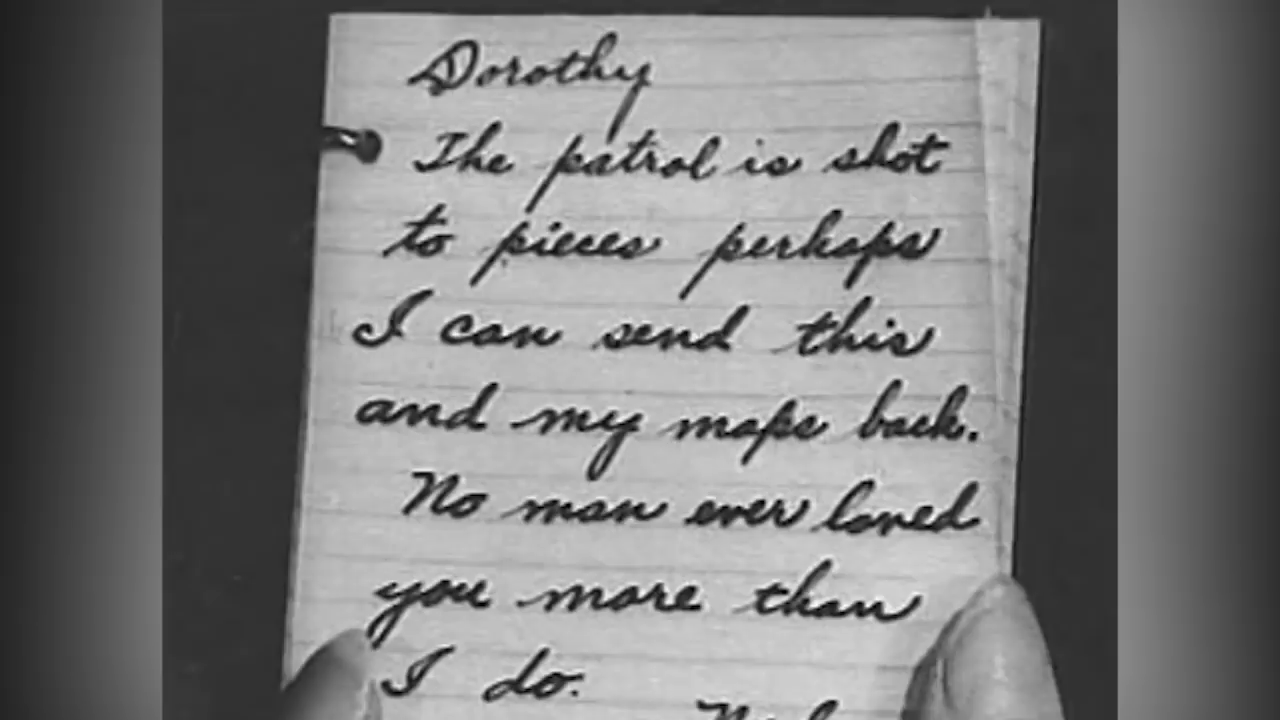 Dorothy
The patrol is shot
to pieces perhaps
I can send this
and my maps back.
No man ever loved
you more than
I do.